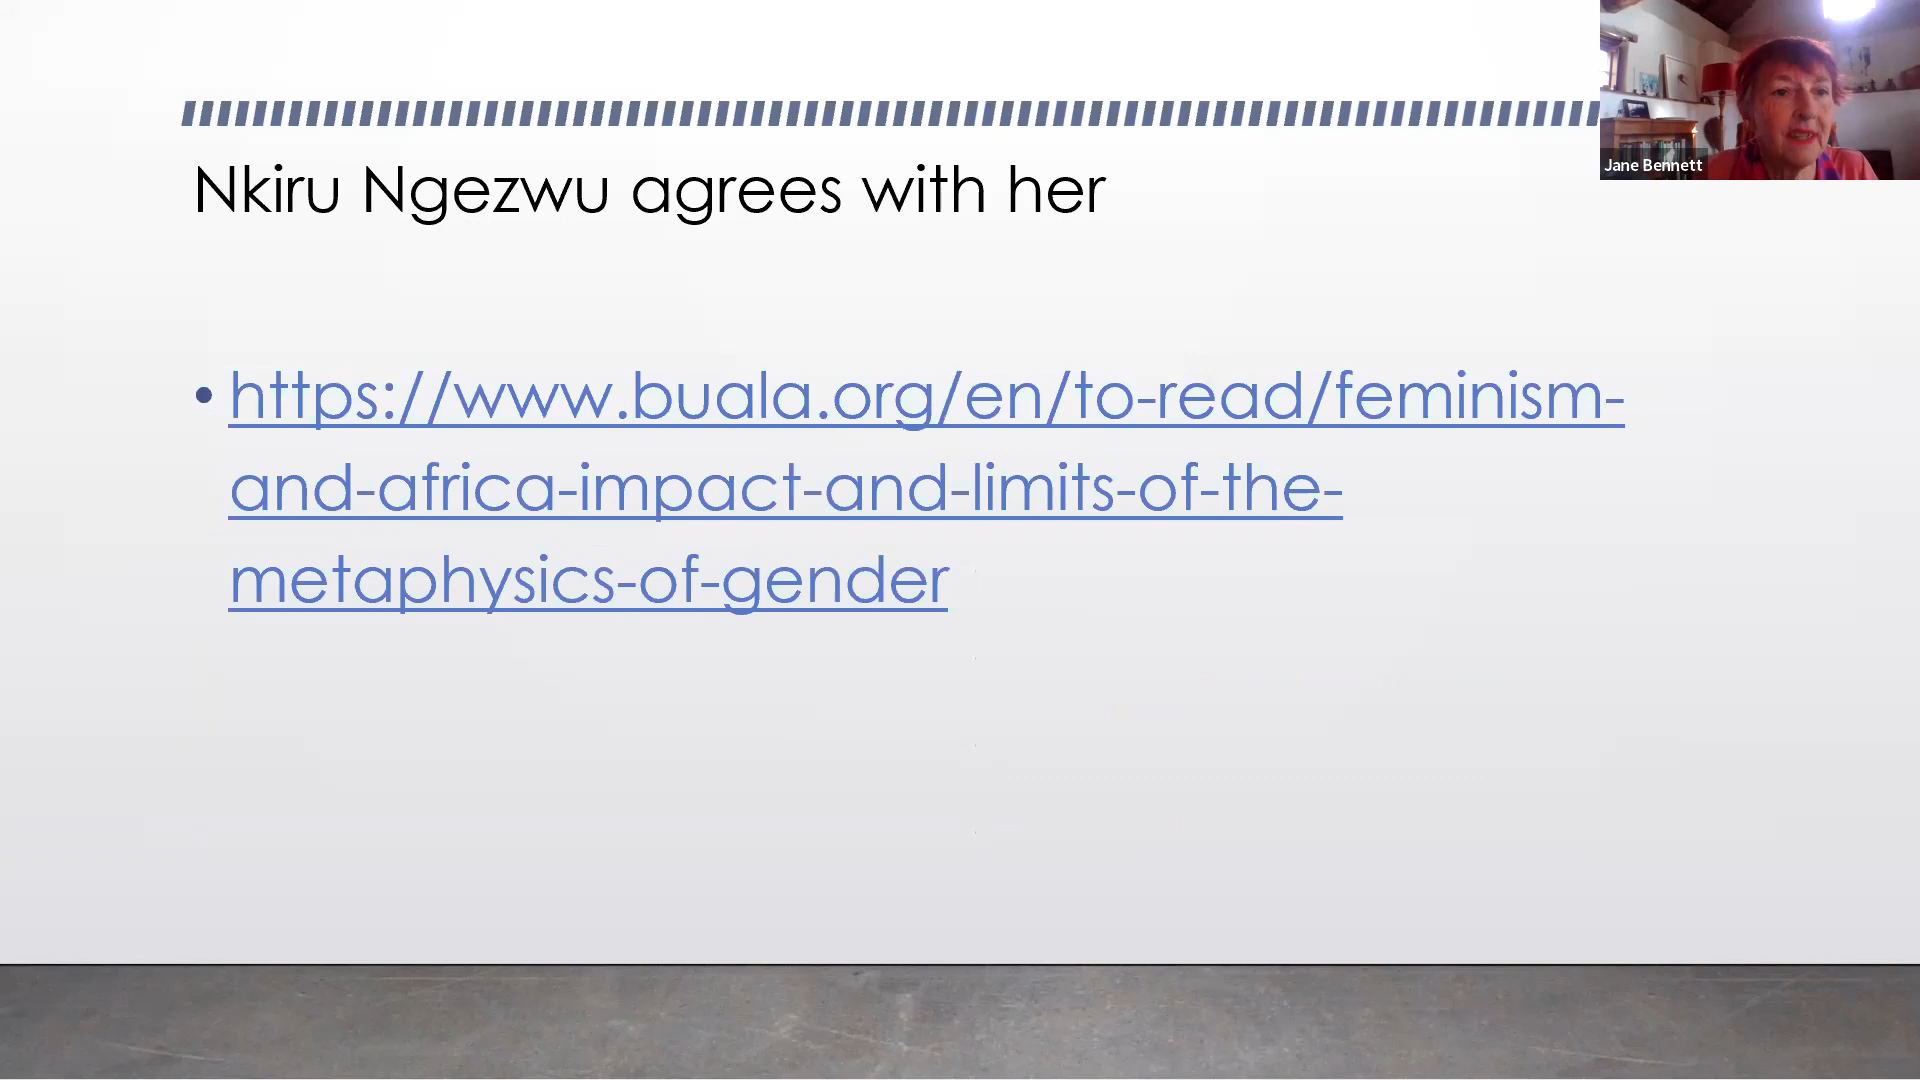 Nkiru Ngezwu agrees with her
• https://www.buala.org/en/to-read/feminism-
and-africa-impact-and-limits-of-the-
metaphysics-of-gender
Jane Bennett